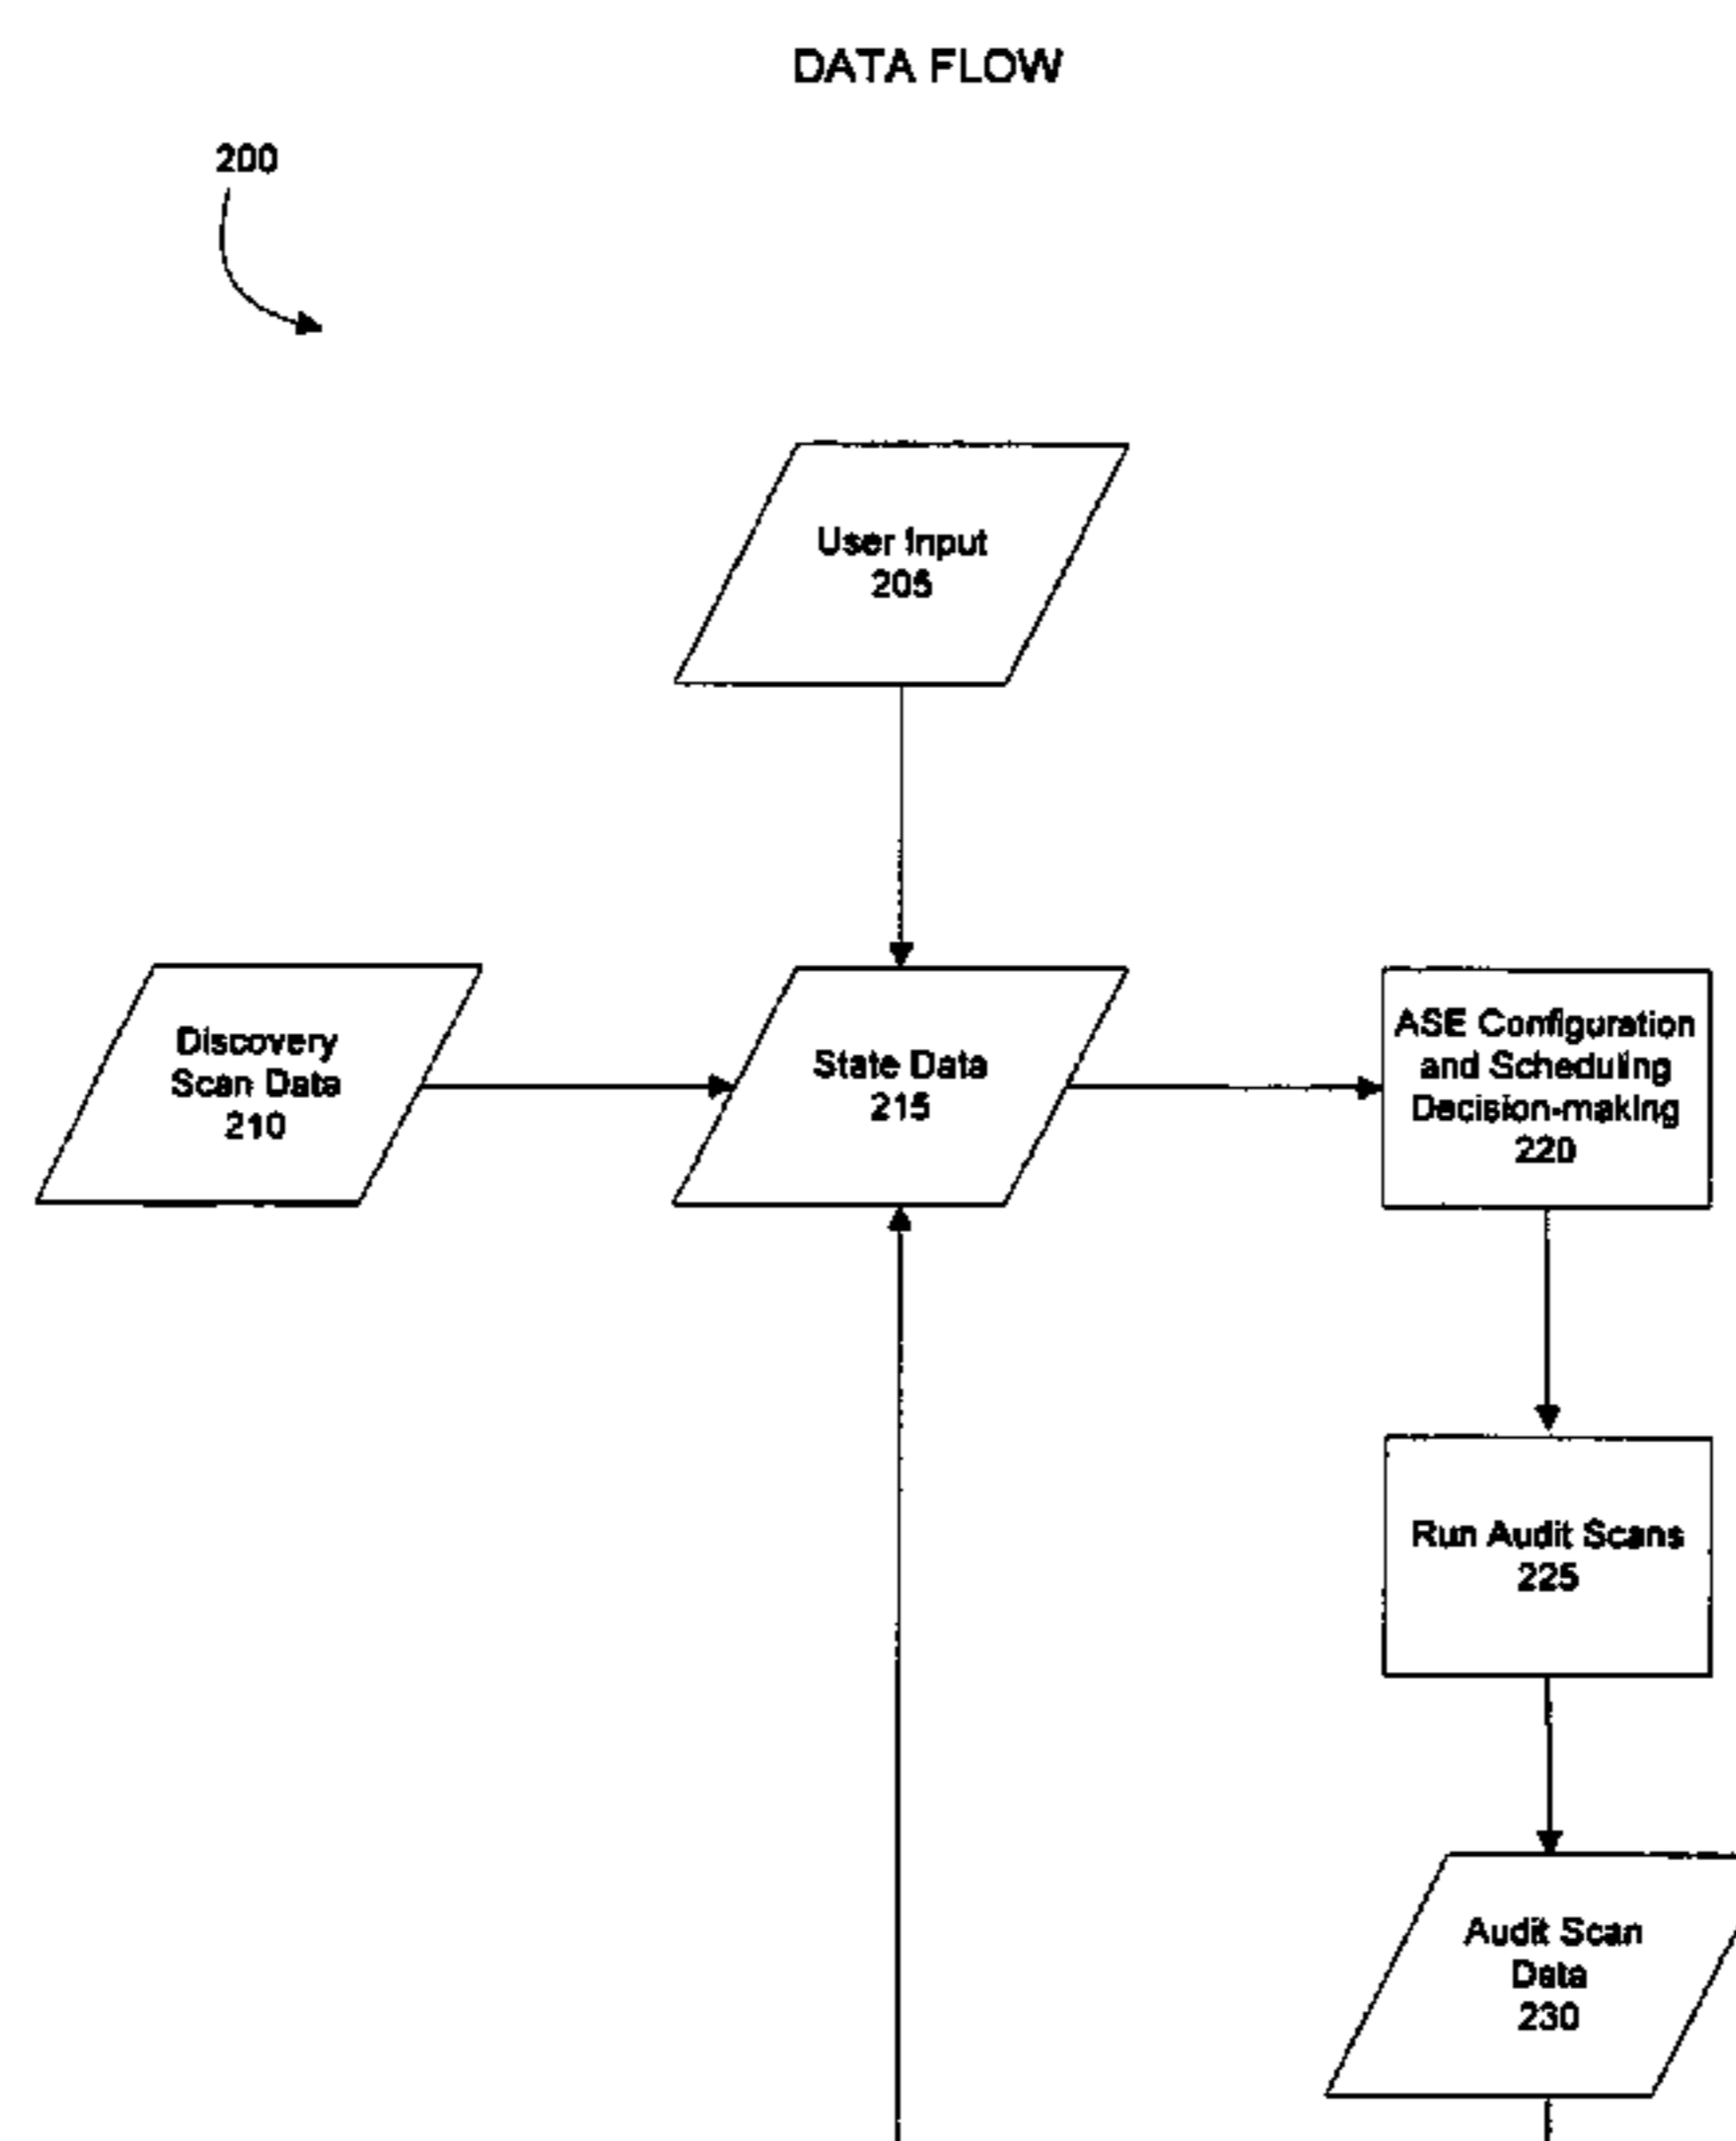 DATA FLOW
200
User Input
205
Discovery
Scan Data
210
State Data
215
ASE Configuration
and Scheduling
Decision-making
220
Run Audit Scans
225
Audit Scan
Data
230